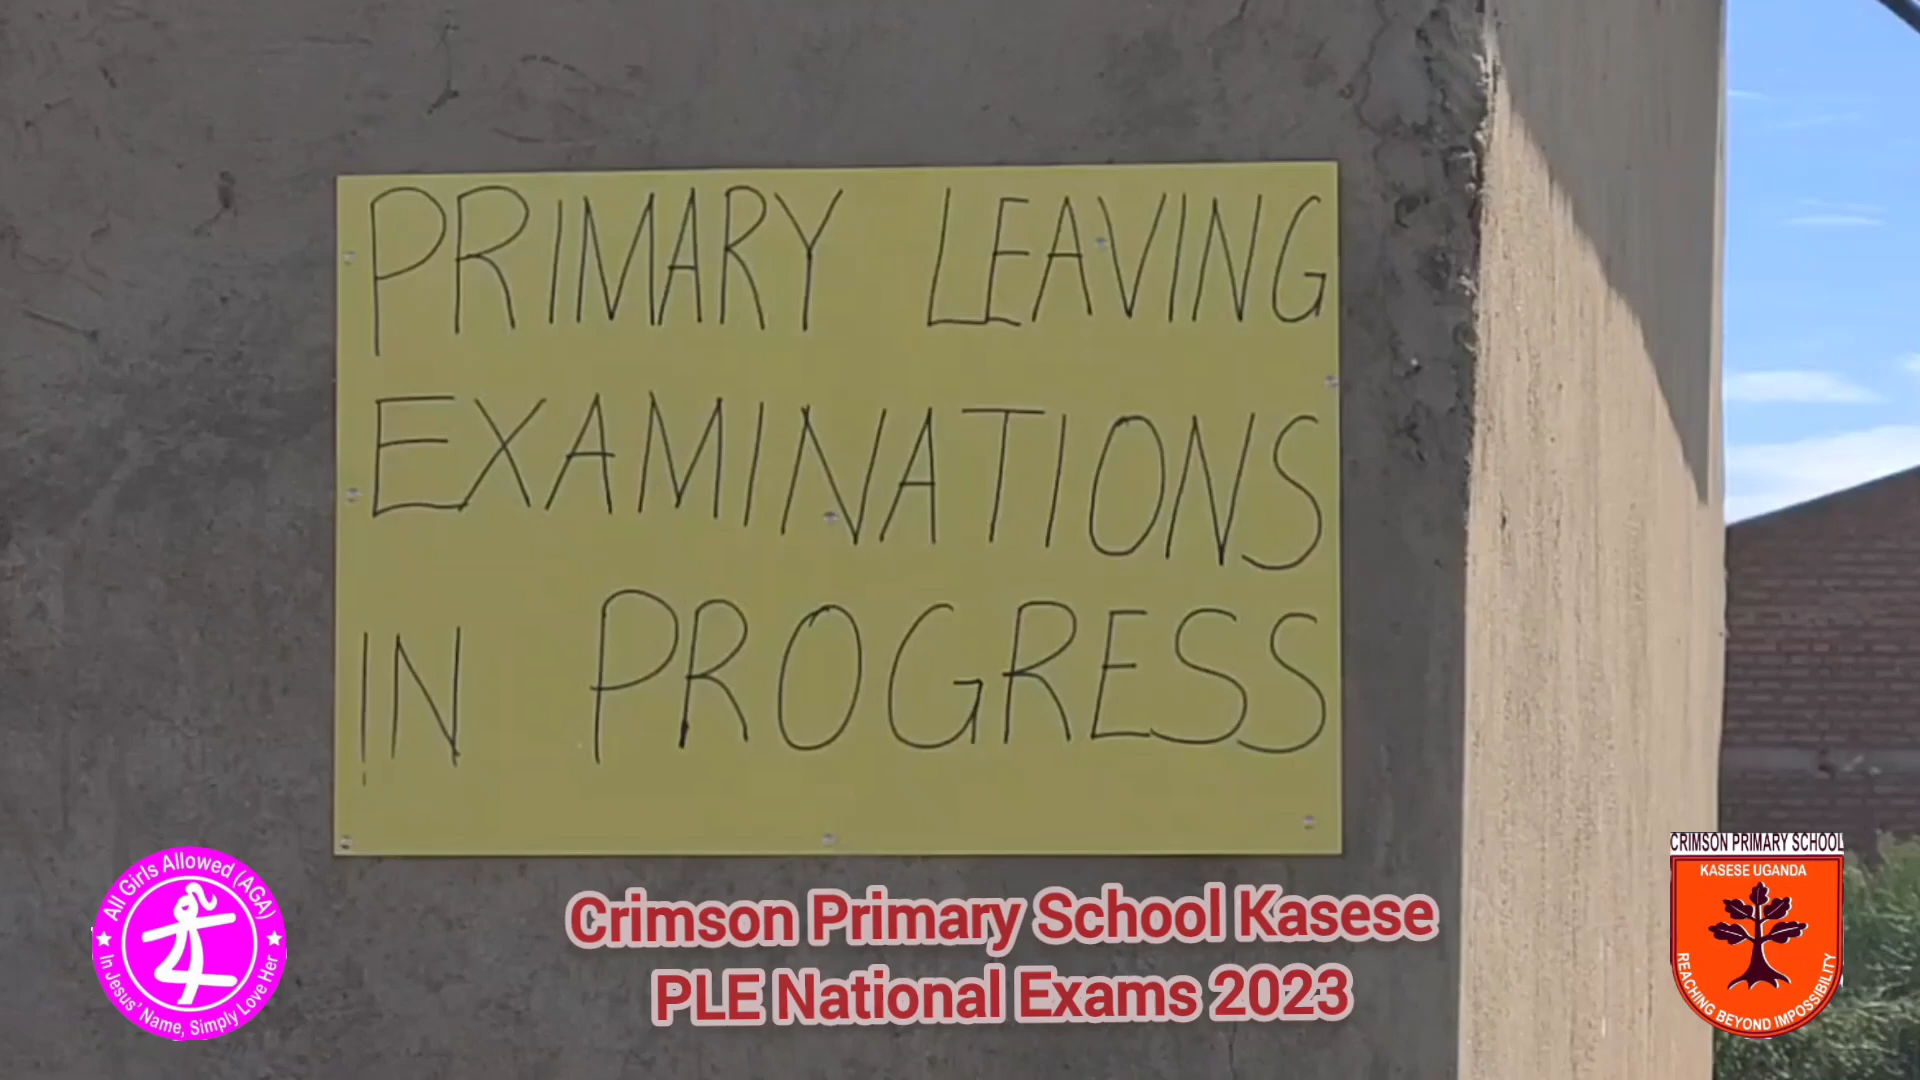 PRIMARY LEAVING
EXAMINATIONS
IN PROGRESS
All Girls Allowed (AGA)
In Jesus' Name, Simply Love Her
Crimson Primary School Kasese
PLE National Exams 2023
CRIMSON PRIMARY SCHOOL
KASESE UGANDA
REACHING BEYOND IMPOSSIBILITY